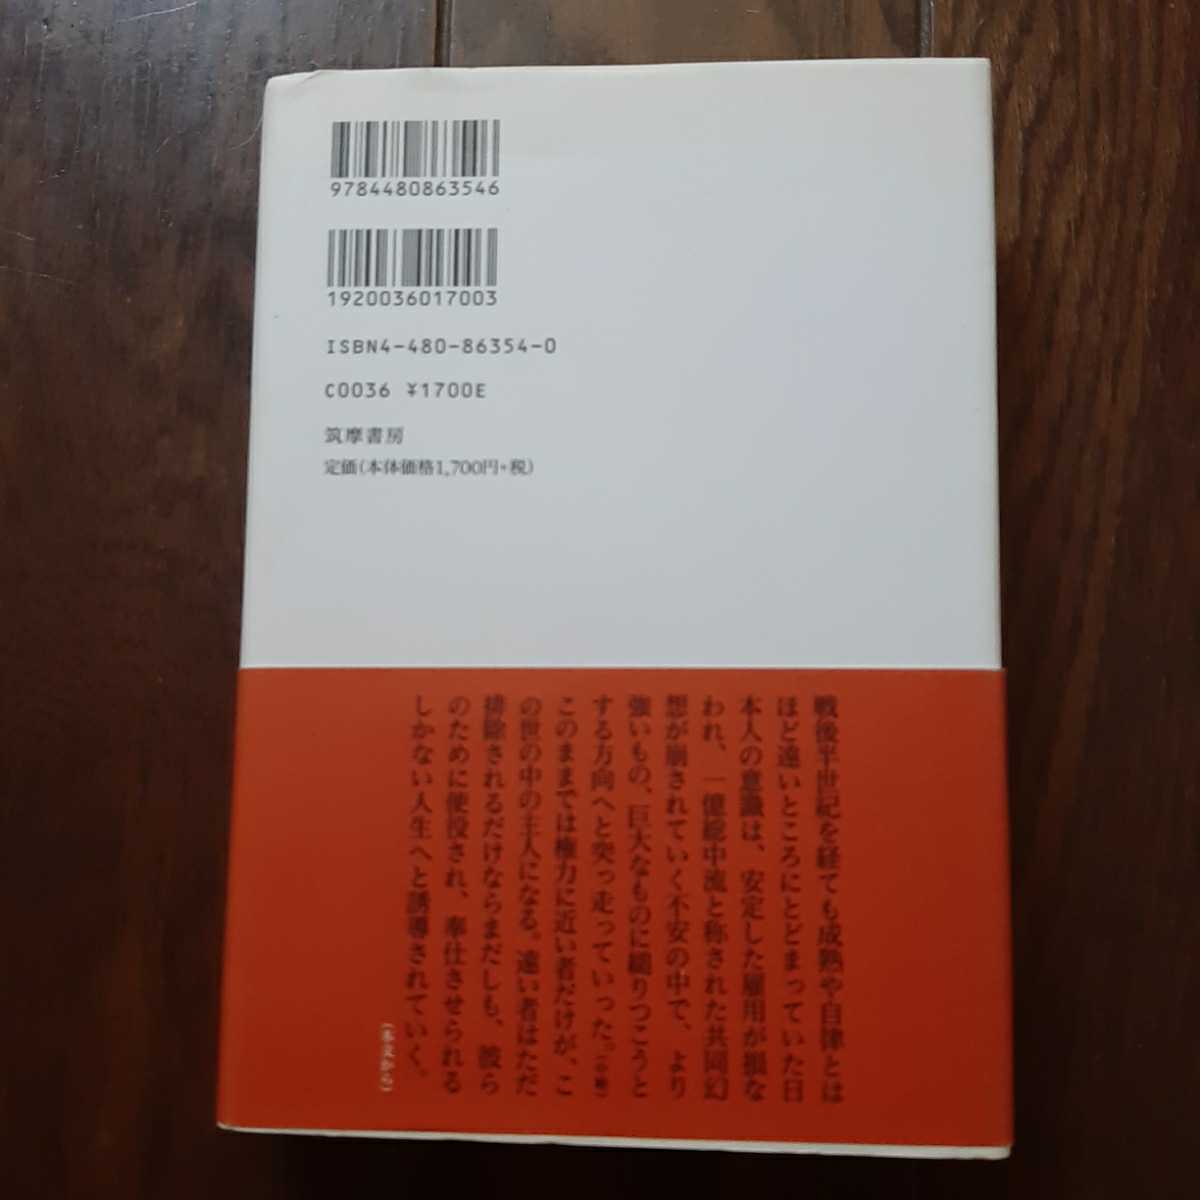 9784480863546
1920036017003
ISBN4-480-86354-0
C0036 ¥1700E
筑摩書房
定価(本体価格1,700円+税)
戦後半世紀を経ても成熟や自律とは
ほど遠いところにとどまっていた日
本人の意識は、安定した雇用が損な
われ、一億総中流と称された共同幻
想が崩されていく不安の中で、より
強いもの、巨大なものに縋りつこうと
する方向へと突っ走っていった。(中略)
このままでは権力に近い者だけが、こ
の世の中の主人になる。遠い者はただ
排除されるだけならまだしも、彼ら
のために使役され、奉仕させられる
しかない人生へと誘導されていく。
(本文から)